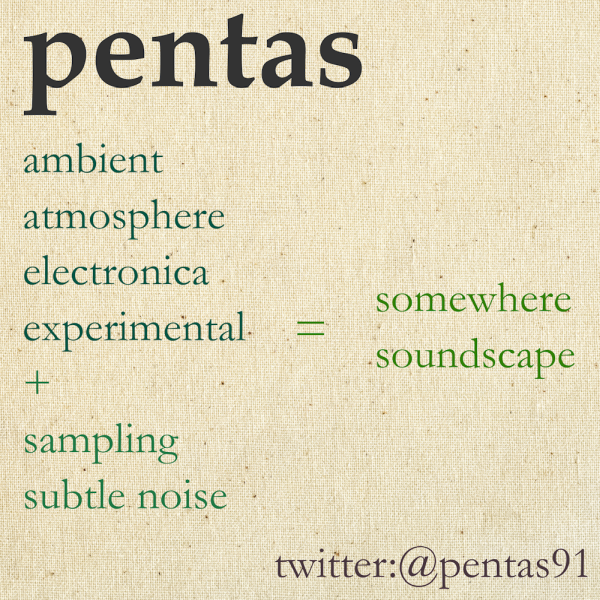 pentas
ambient
atmosphere
electronica
experimental
+
sampling
subtle noise
=
somewhere
soundscape
twitter:@pentas91